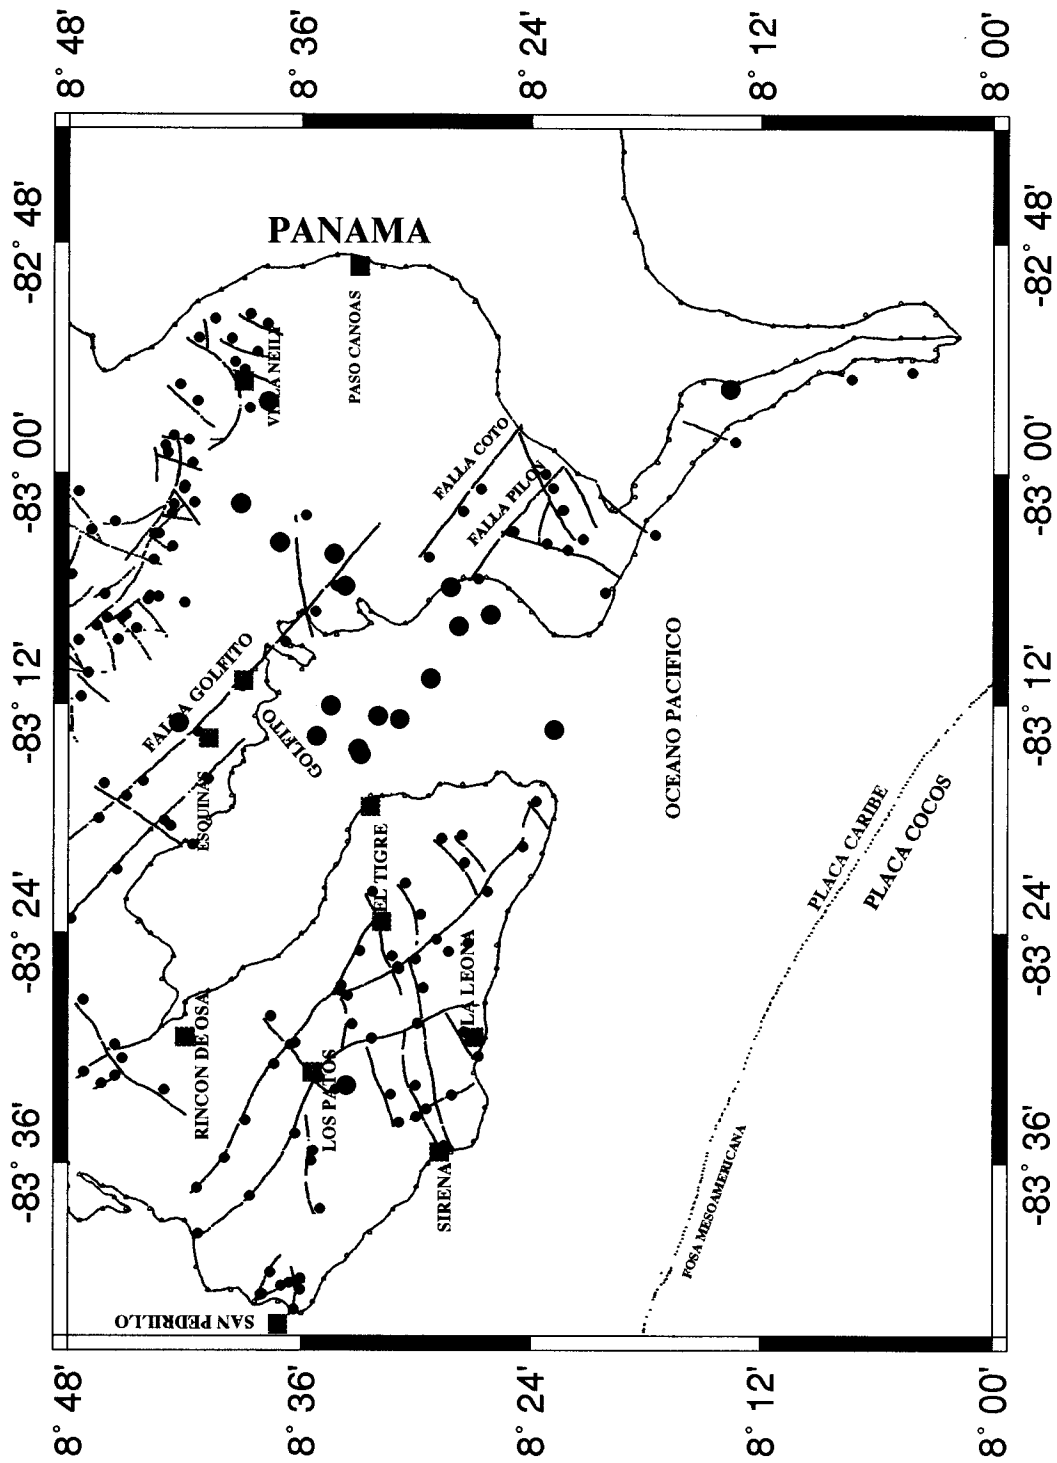 8° 48'
8° 36'
8° 24'
8° 12'
8° 00'
-82° 48'
-83° 00'
-83° 12'
-83° 24'
-83° 36'
-82° 48'
-83° 00'
-83° 12'
-83° 24'
-83° 36'
PANAMA
PASO CANOAS
FALLA COTO
FALLA PILON
FALLA GOLFITO
GOLFITO
ESQUINAS
OCEANO PACIFICO
PLACA CARIBE
PLACA COCOS
EL TIGRE
LA LEONA
RINCON DE OSA
LOS PATOS
SIRENA
FOSA MESOAMERICANA
SAN PEDRILLO
8° 48'
8° 36'
8° 24'
8° 12'
8° 00'